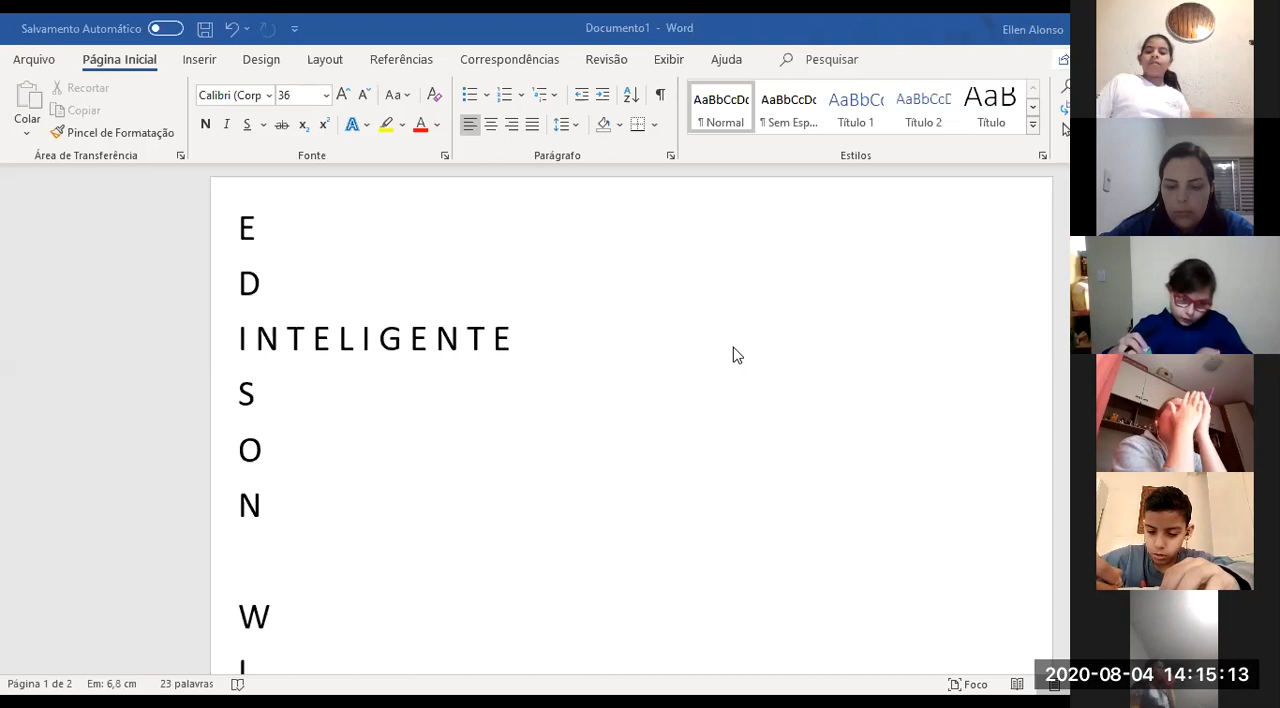 Salvamento Automático
Documento1 - Word
Ellen Alonso
Arquivo Página Inicial Inserir Design Layout Referências Correspondências Revisão Exibir Ajuda Pesquisar
Colar
Recortar
Copiar
Pincel de Formatação
Área de Transferência
Calibri (Corp 36
Fonte
Parágrafo
AaBbCcDc AaBbCcDc AaBbCc AaBbCcD AaB
¶ Normal ¶ Sem Esp... Título 1 Título 2 Título
Estilos
E
D
I N T E L I G E N T E
S
O
N
W
Página 1 de 2 Em: 6,8 cm 23 palavras
Foco
2020-08-04 14:15:13